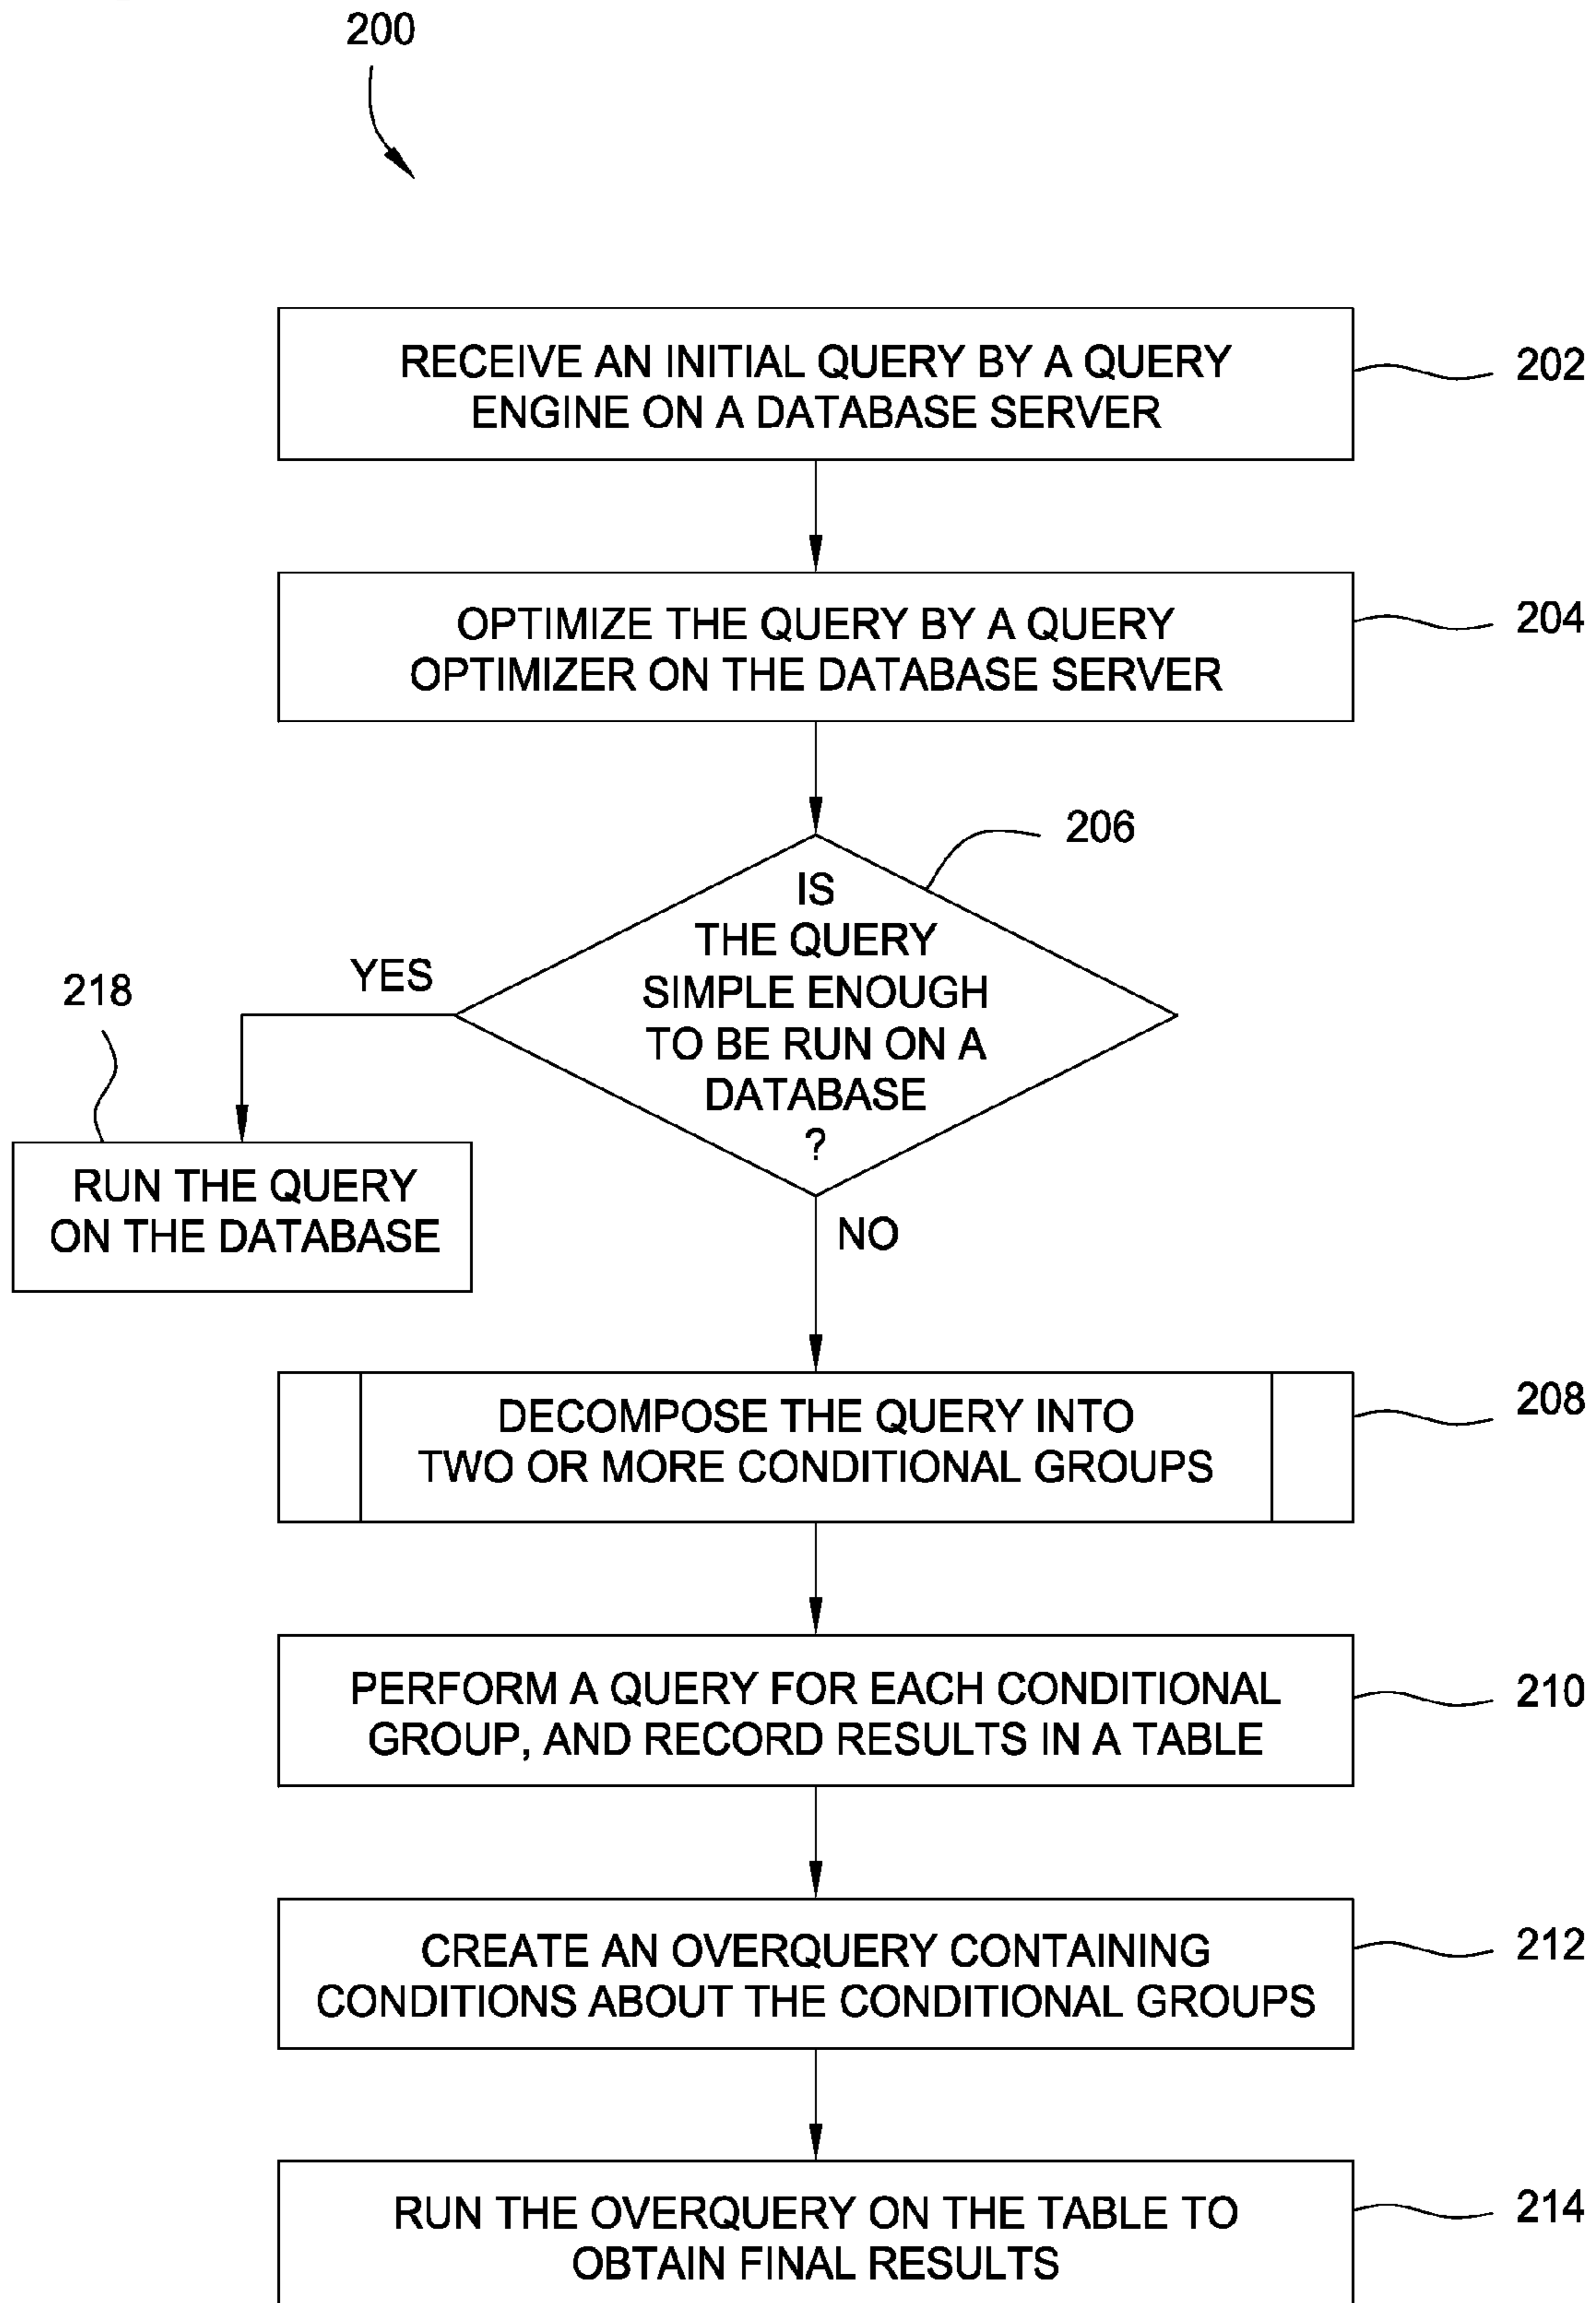 200
RECEIVE AN INITIAL QUERY BY A QUERY
ENGINE ON A DATABASE SERVER
202
OPTIMIZE THE QUERY BY A QUERY
OPTIMIZER ON THE DATABASE SERVER
204
206
IS
THE QUERY
SIMPLE ENOUGH
TO BE RUN ON A
DATABASE
?
YES
218
RUN THE QUERY
ON THE DATABASE
NO
DECOMPOSE THE QUERY INTO
TWO OR MORE CONDITIONAL GROUPS
208
PERFORM A QUERY FOR EACH CONDITIONAL
GROUP, AND RECORD RESULTS IN A TABLE
210
CREATE AN OVERQUERY CONTAINING
CONDITIONS ABOUT THE CONDITIONAL GROUPS
212
RUN THE OVERQUERY ON THE TABLE TO
OBTAIN FINAL RESULTS
214